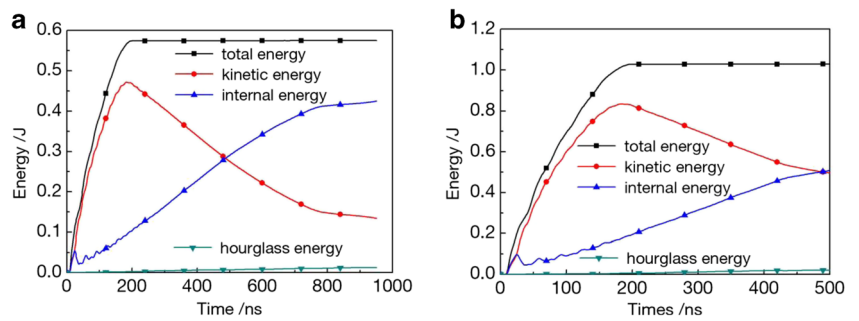 a
0.6
0.5
0.4
0.3
0.2
0.1
0.0
Energy /J
total energy
kinetic energy
internal energy
hourglass energy
0 200 400 600 800 1000
Time /ns
b
1.2
1.0
0.8
0.6
0.4
0.2
0.0
Energy /J
total energy
kinetic energy
internal energy
hourglass energy
0 100 200 300 400 500
Times /ns